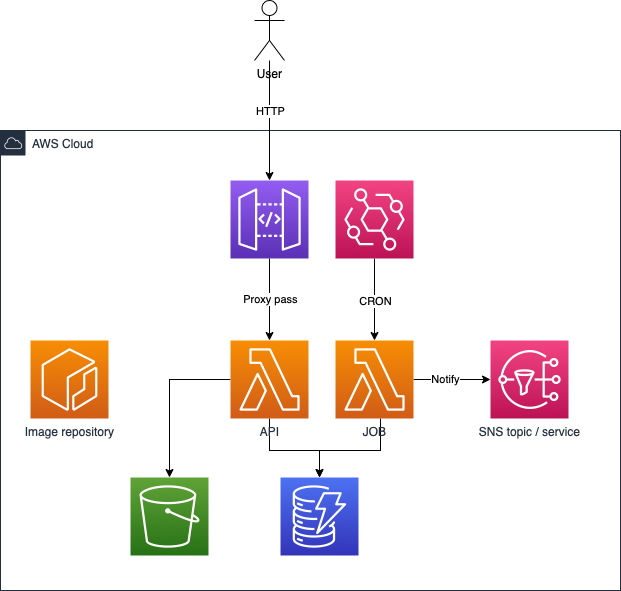 User
HTTP
AWS Cloud
</>
Proxy pass
CRON
Notify
Image repository
API
JOB
SNS topic / service